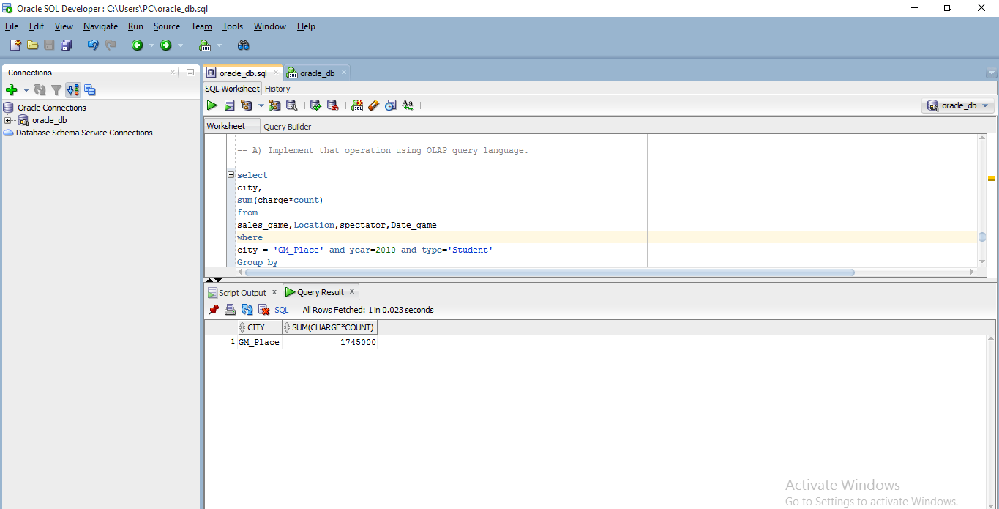 Oracle SQL Developer : C:\Users\PC\oracle_db.sql
File Edit View Navigate Run Source Team Tools Window Help
Connections
Oracle Connections
oracle_db
Database Schema Service Connections
oracle_db.sql oracle_db
SQL Worksheet History
oracle_db
Worksheet Query Builder
-- A) Implement that operation using OLAP query language.
select
city,
sum(charge*count)
from
sales_game,Location,spectator,Date_game
where
city = 'GM_Place' and year=2010 and type='Student'
Group by
Script Output x Query Result x
SQL | All Rows Fetched: 1 in 0.023 seconds
CITY SUM(CHARGE*COUNT)
1 GM_Place 1745000
Activate Windows
Go to Settings to activate Windows.